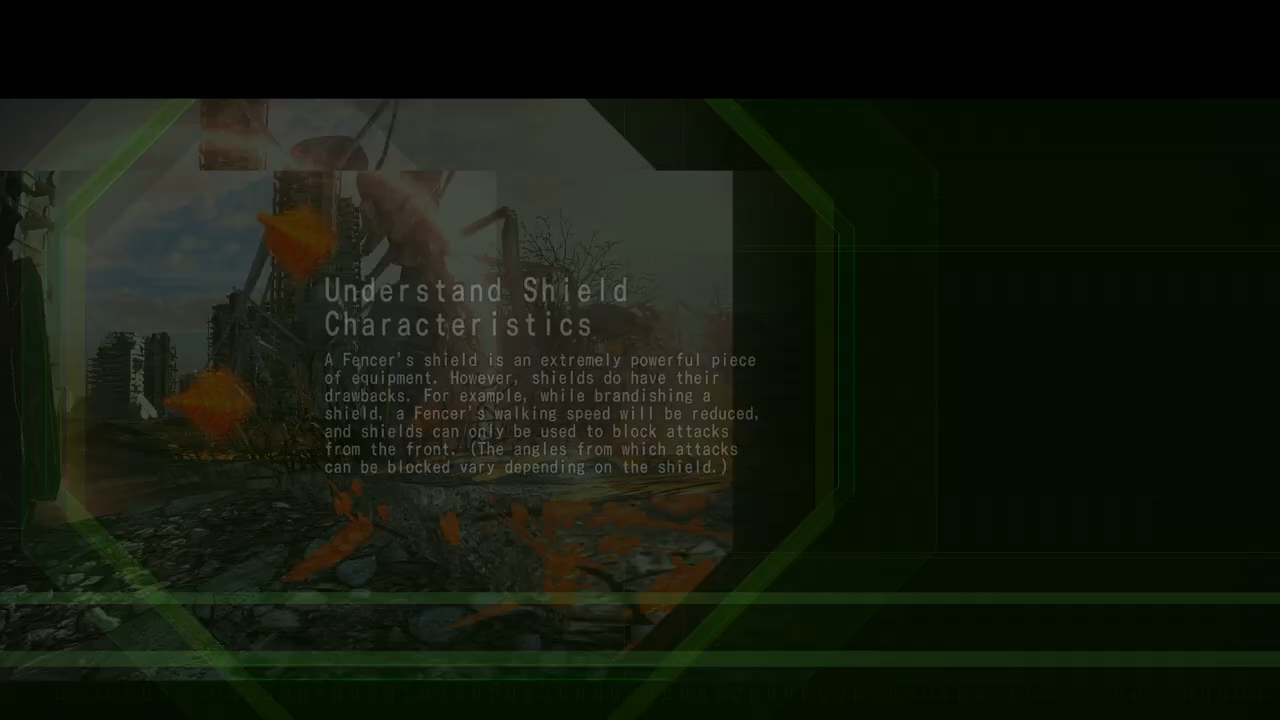 Understand Shield
Characteristics
A Fencer's shield is an extremely powerful piece
of equipment. However, shields do have their
drawbacks. For example, while brandishing a
shield, a Fencer's walking speed will be reduced,
and shields can only be used to block attacks
from the front. (The angles from which attacks
can be blocked vary depending on the shield.)